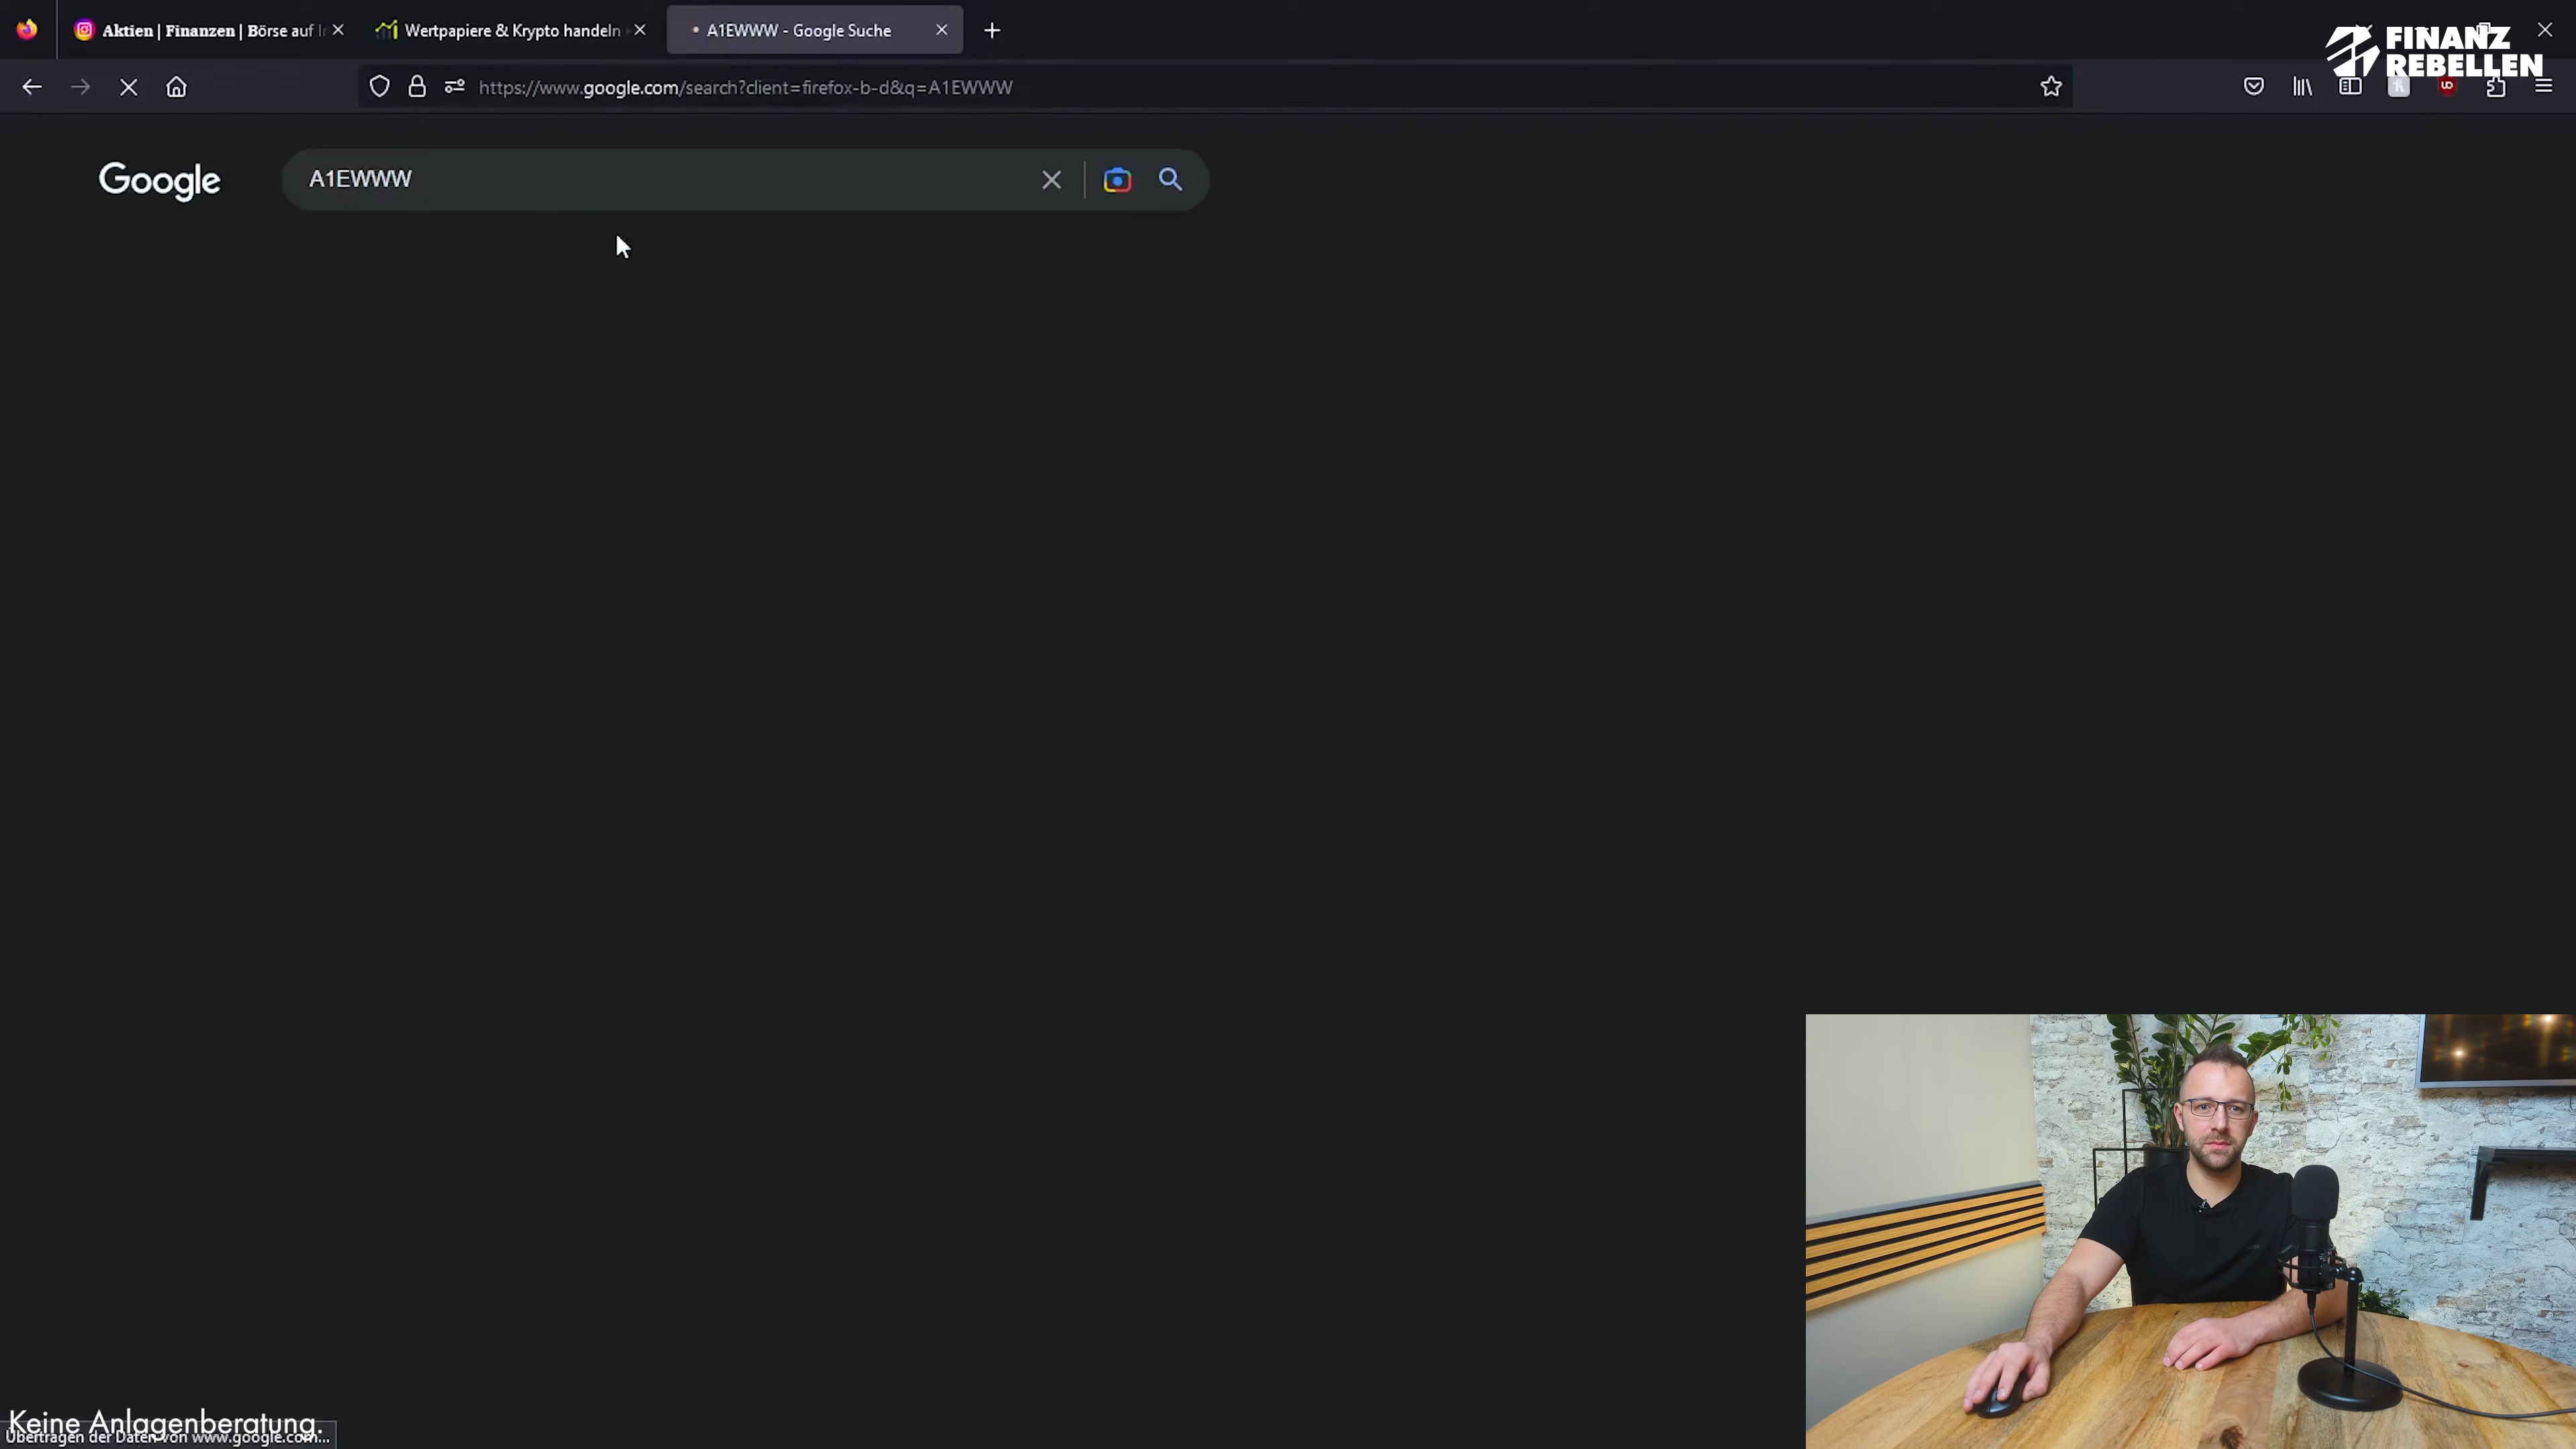 Aktien | Finanzen | Börse auf I
Wertpapiere & Krypto handeln
A1EWWW - Google Suche
FINANZ
REBELLEN
https://www.google.com/search?client=firefox-b-d&q=A1EWWW
Google
A1EWWW
Keine Anlagenberatung.
Übertragen der Daten von www.google.com...